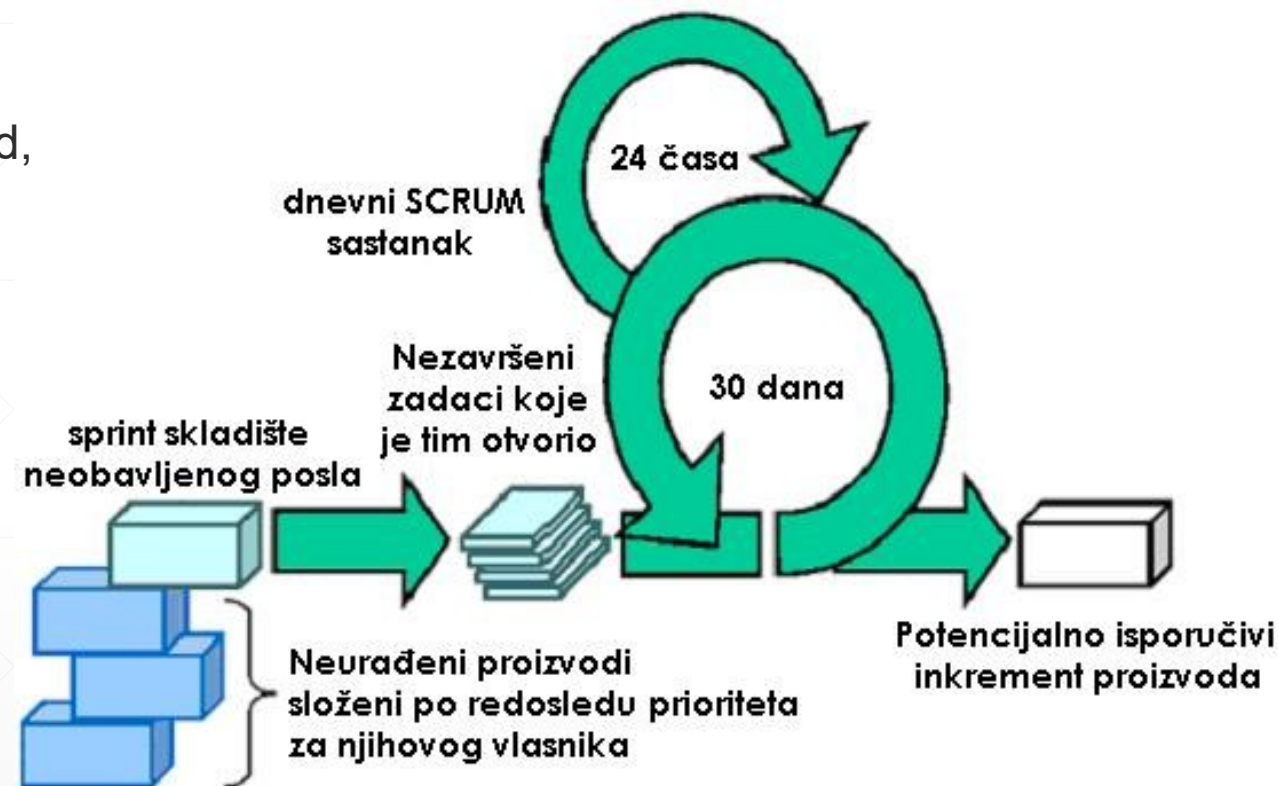 d,
24 časa
dnevni SCRUM
sastanak
Nezavršeni
zadaci koje
je tim otvorio
30 dana
sprint skladište
neobavljenog posla
Neurađeni proizvodi
složeni po redosledu prioriteta
za njihovog vlasnika
Potencijalno isporučivi
inkrement proizvoda